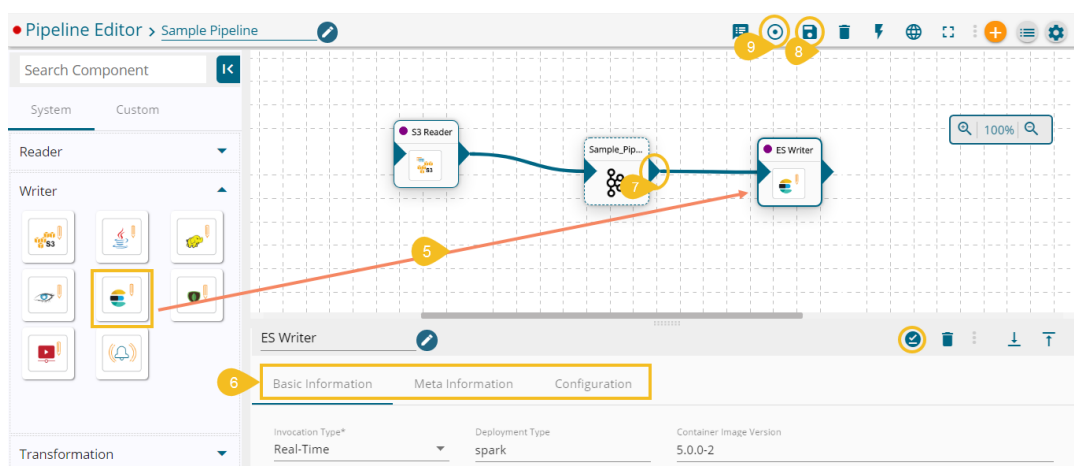 Pipeline Editor > Sample Pipeline
9
8
Search Component
System Custom
Reader
Writer
S3
5
S3 Reader
S3
Sample_Pip...
7
ES Writer
100%
ES Writer
6
Basic Information Meta Information Configuration
Invocation Type*
Real-Time
Deployment Type
spark
Container Image Version
5.0.0-2
Transformation